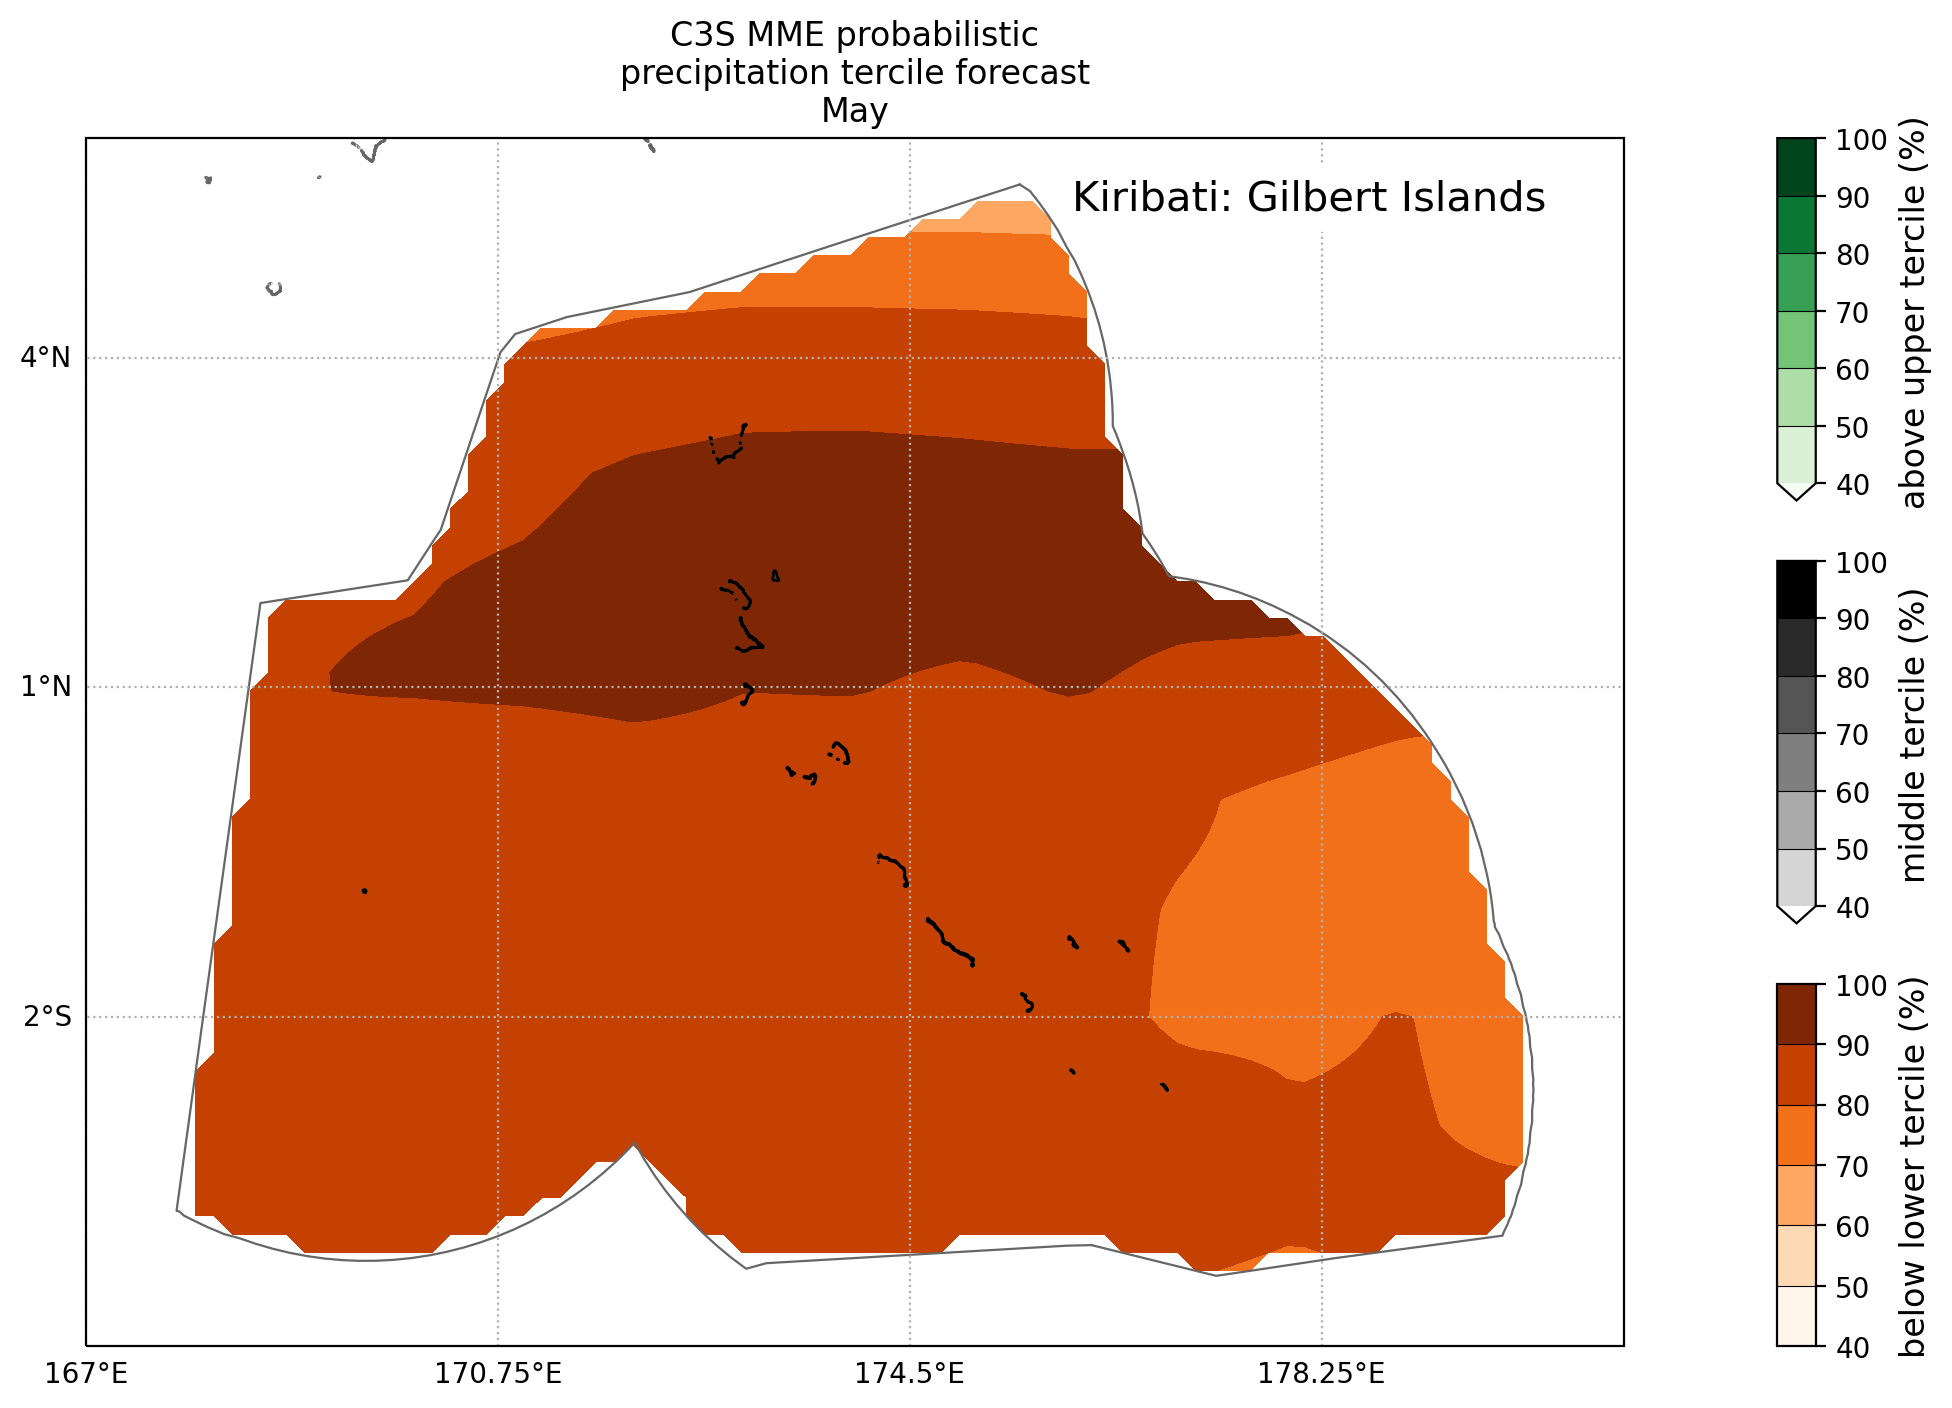 C3S MME probabilistic
precipitation tercile forecast
May
Kiribati: Gilbert Islands
4°N
1°N
2°S
167°E
170.75°E
174.5°E
178.25°E
100
90
80
70
60
50
40
above upper tercile (%)
100
90
80
70
60
50
40
middle tercile (%)
100
90
80
70
60
50
40
below lower tercile (%)